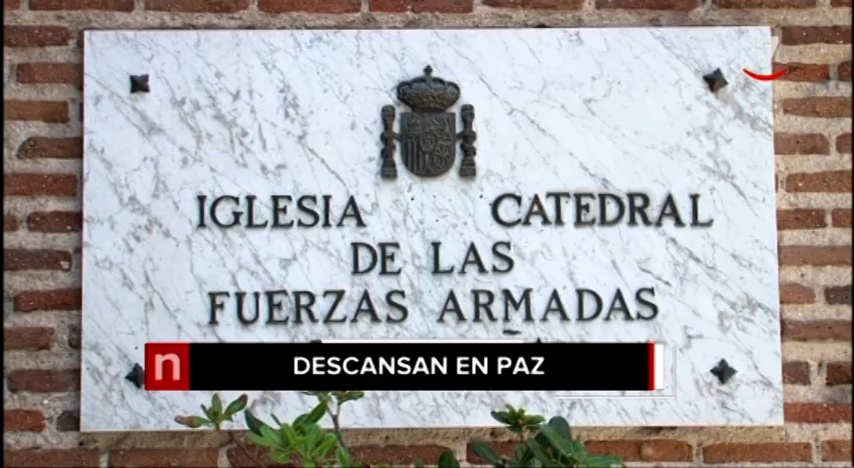 IGLESIA CATEDRAL
DE LAS
FUERZAS ARMADAS
n DESCANSAN EN PAZ